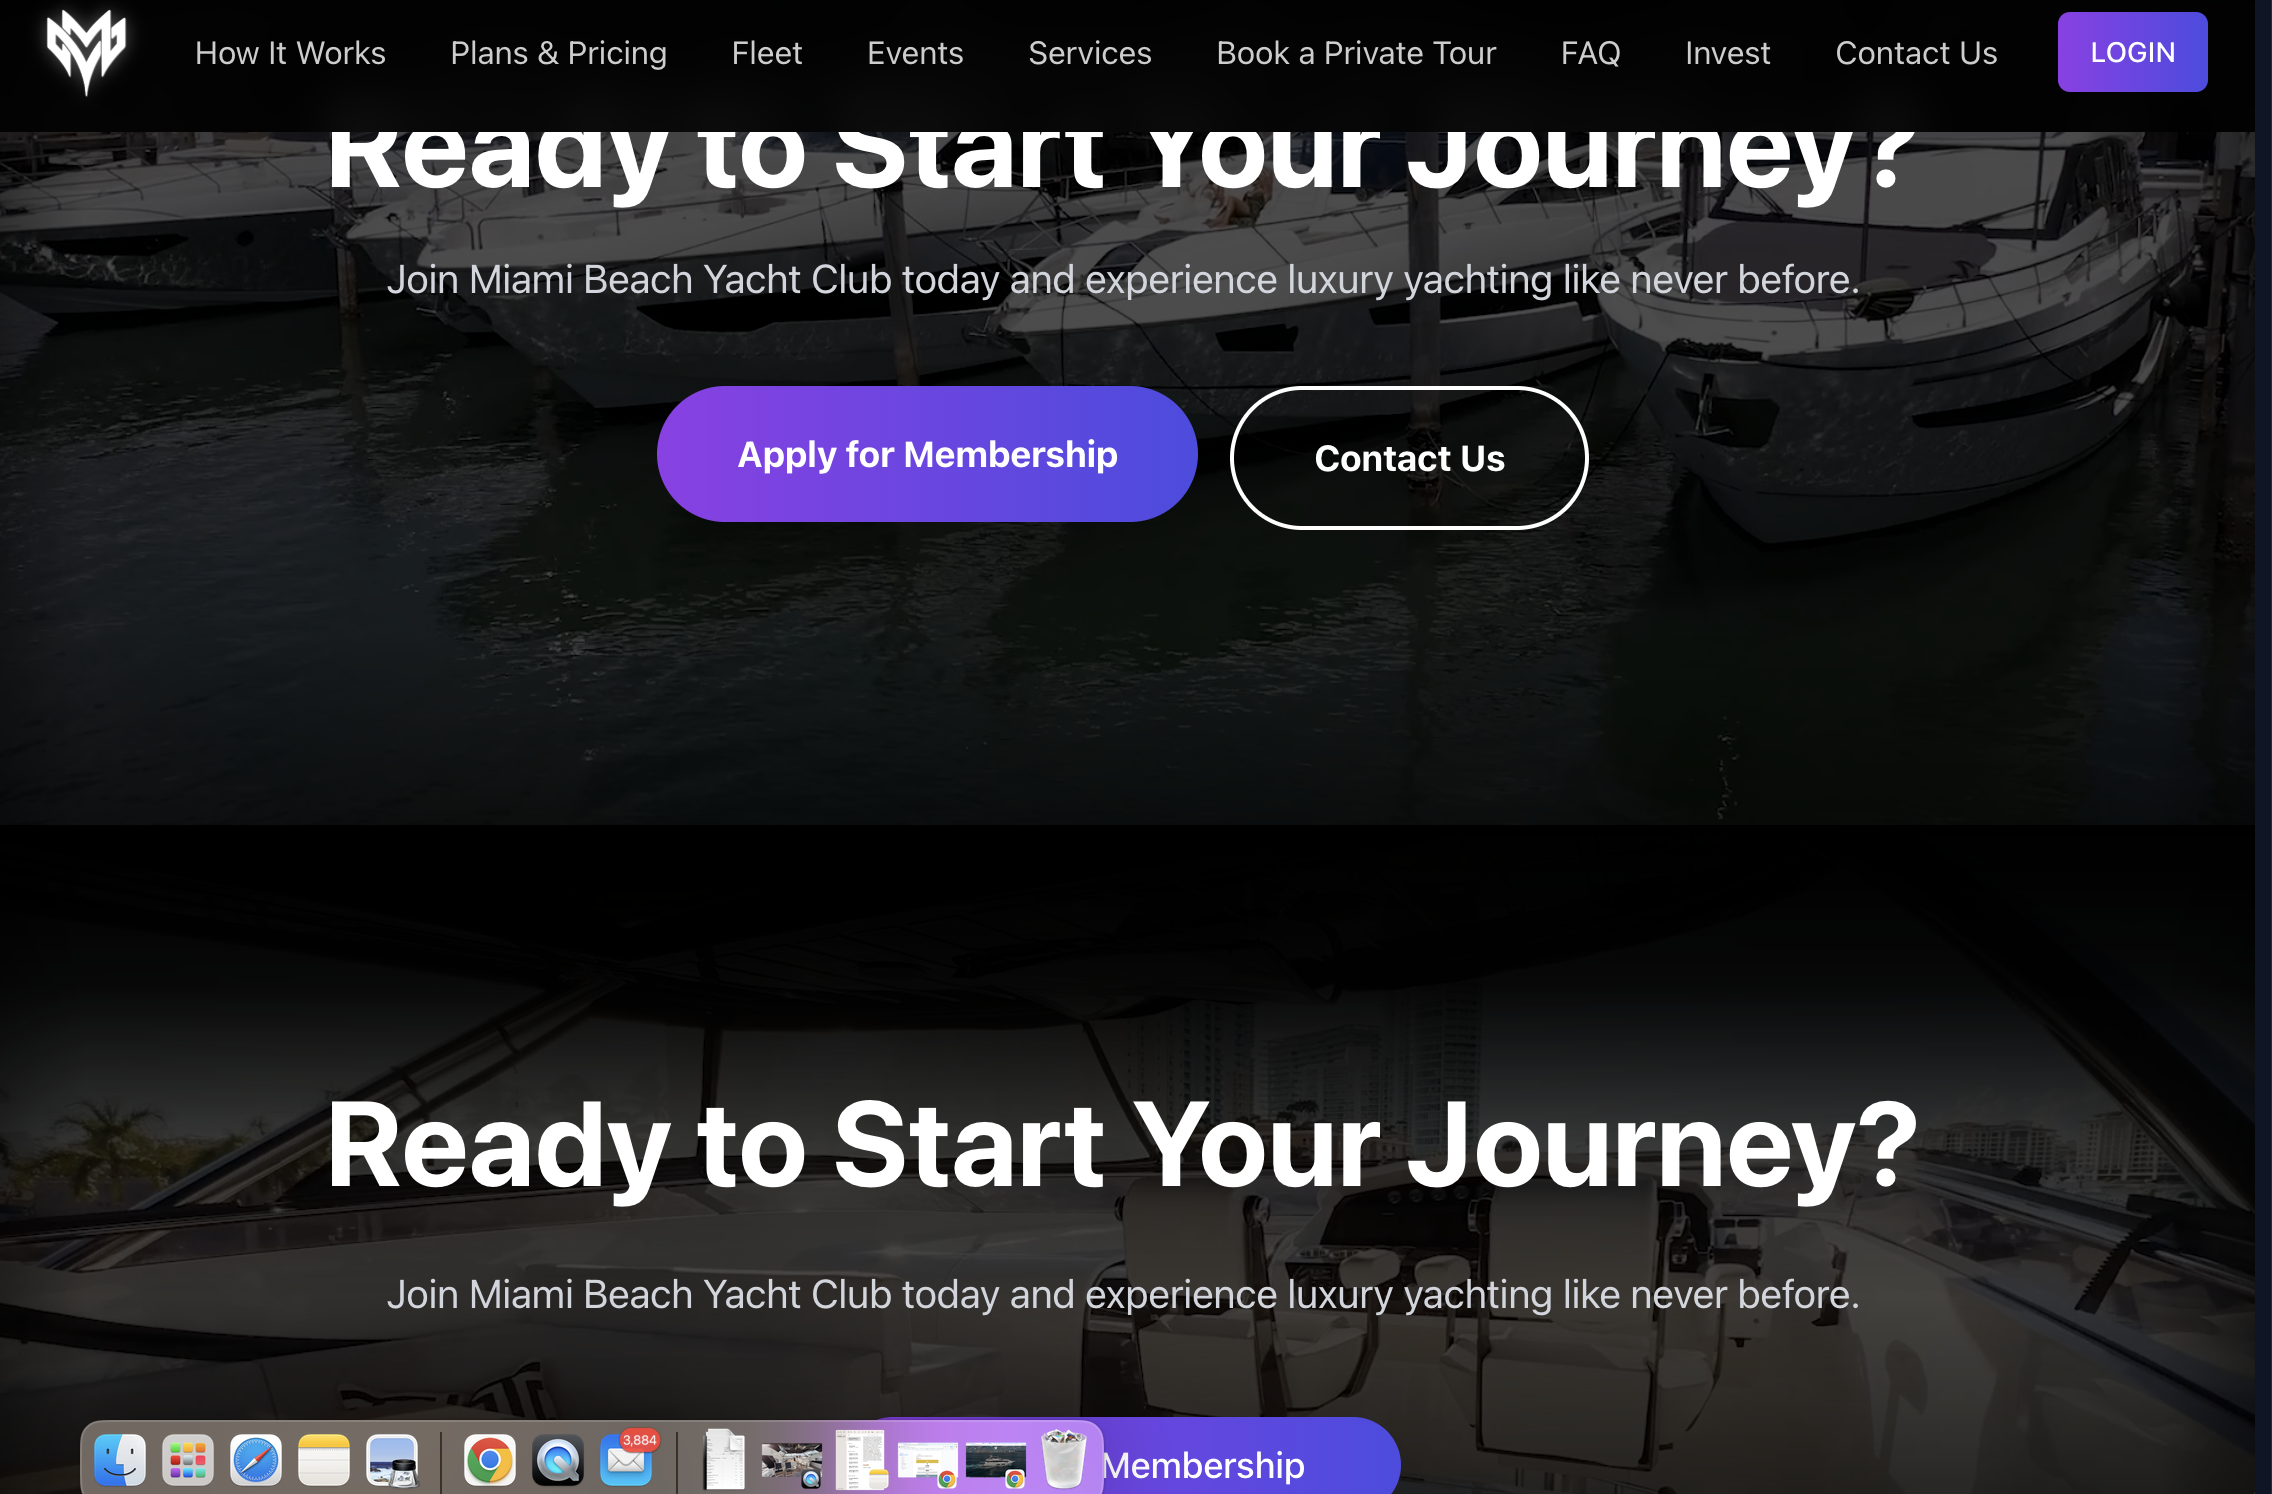 How It Works Plans & Pricing Fleet Events Services Book a Private Tour FAQ Invest Contact Us LOGIN
Ready to Start Your Journey?
Join Miami Beach Yacht Club today and experience luxury yachting like never before.
Apply for Membership Contact Us
Ready to Start Your Journey?
Join Miami Beach Yacht Club today and experience luxury yachting like never before.
3,884
Membership